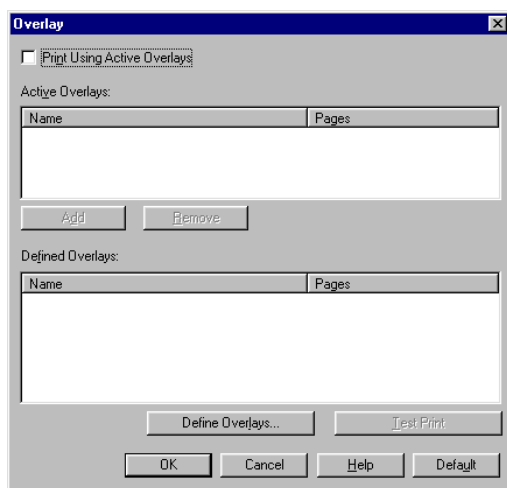 Overlay
Print Using Active Overlays
Active Overlays:
Name Pages
Add Remove
Defined Overlays:
Name Pages
Define Overlays... Test Print
OK Cancel Help Default